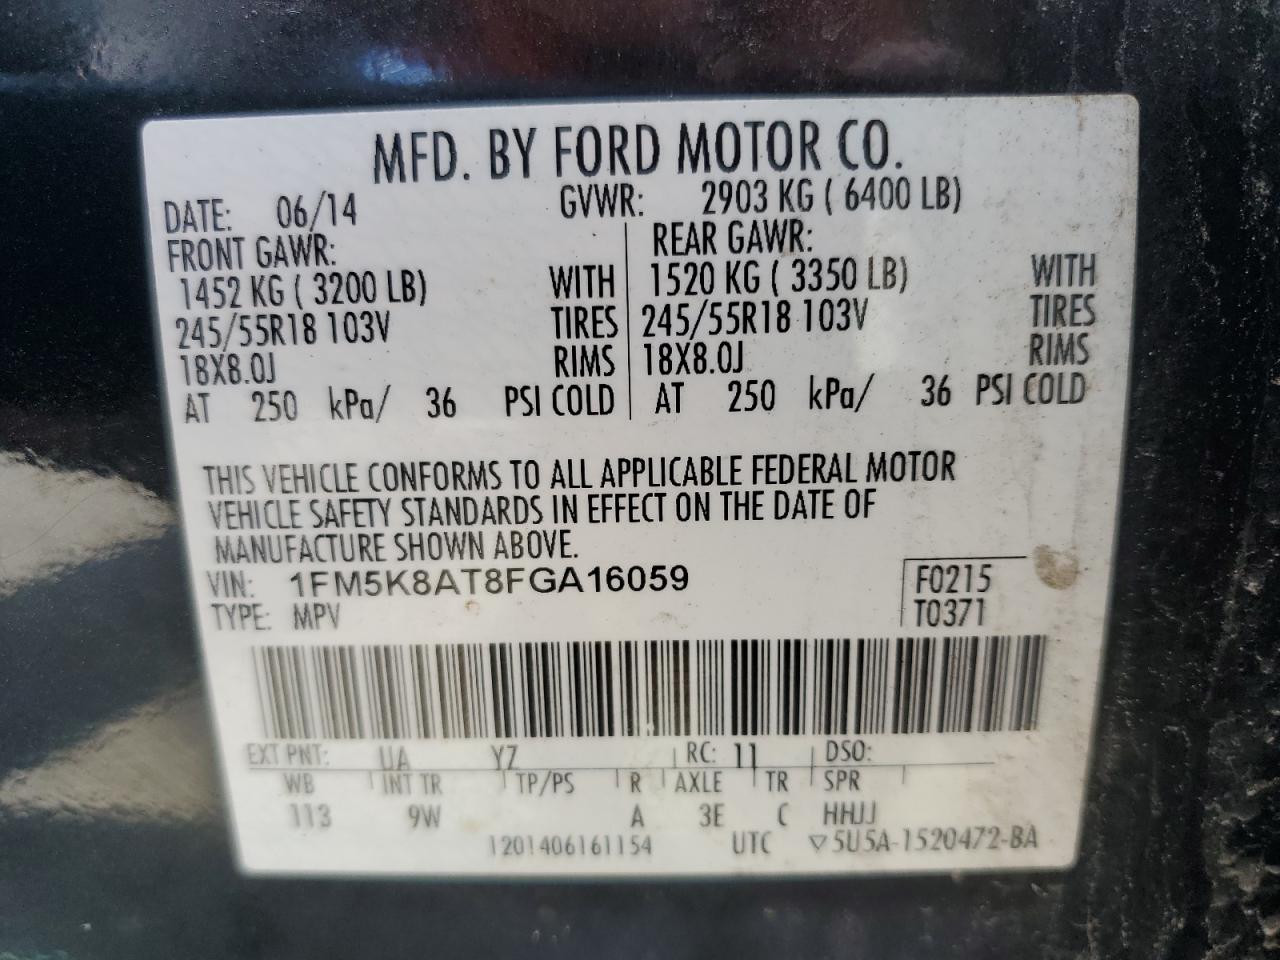 MFD. BY FORD MOTOR CO.
DATE: 06/14 GVWR: 2903 KG ( 6400 LB)
FRONT GAWR: REAR GAWR:
1452 KG ( 3200 LB) WITH 1520 KG ( 3350 LB) WITH
245/55R18 103V TIRES 245/55R18 103V TIRES
18X8.0J RIMS 18X8.0J RIMS
AT 250 kPa/ 36 PSI COLD AT 250 kPa/ 36 PSI COLD
THIS VEHICLE CONFORMS TO ALL APPLICABLE FEDERAL MOTOR
VEHICLE SAFETY STANDARDS IN EFFECT ON THE DATE OF
MANUFACTURE SHOWN ABOVE.
VIN: 1FM5K8AT8FGA16059 F0215
TYPE: MPV T0371
EXT PNT: UA YZ RC: 11 DSO:
WB INT TR TP/PS R AXLE TR SPR
113 9W A 3E C HHJJ
1201406161154 UTC ▽5U5A-1520472-BA